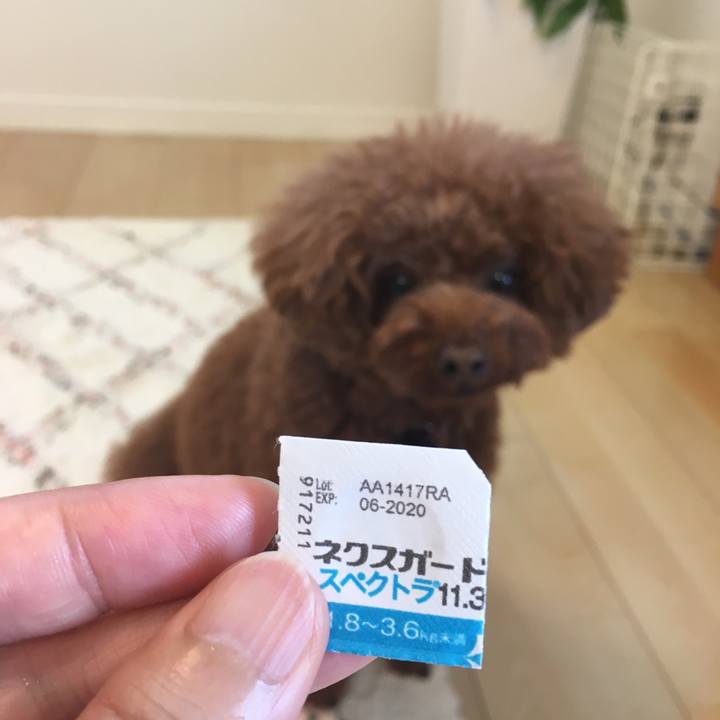 Lot: AA1417RA
EXP: 06-2020
917211
ネクスガード
スペクトラ 11.3
1.8~3.6kg未満